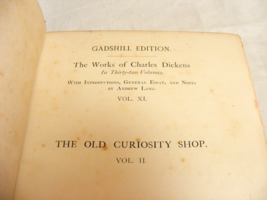 GADSHILL EDITION.
The Works of Charles Dickens
In Thirty-two Volumes.
With Introductions, General Essay, and Notes
by Andrew Lang.
VOL. XI.
THE OLD CURIOSITY SHOP.
VOL. II